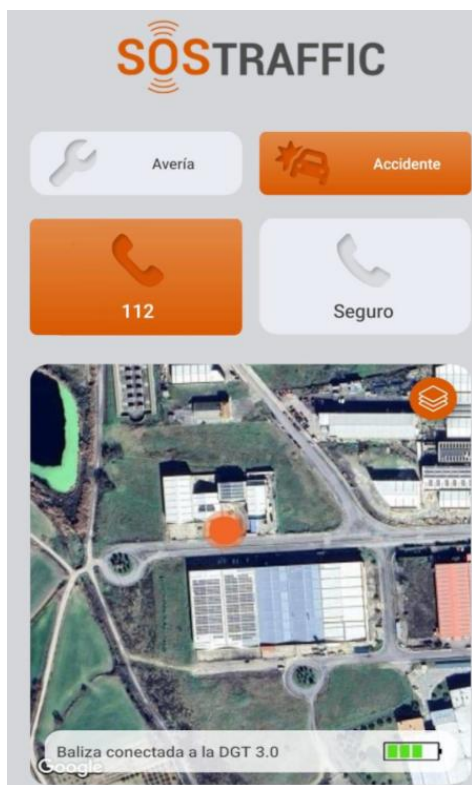 SOSTRAFFIC
Avería
Accidente
112
Seguro
Baliza conectada a la DGT 3.0
Google